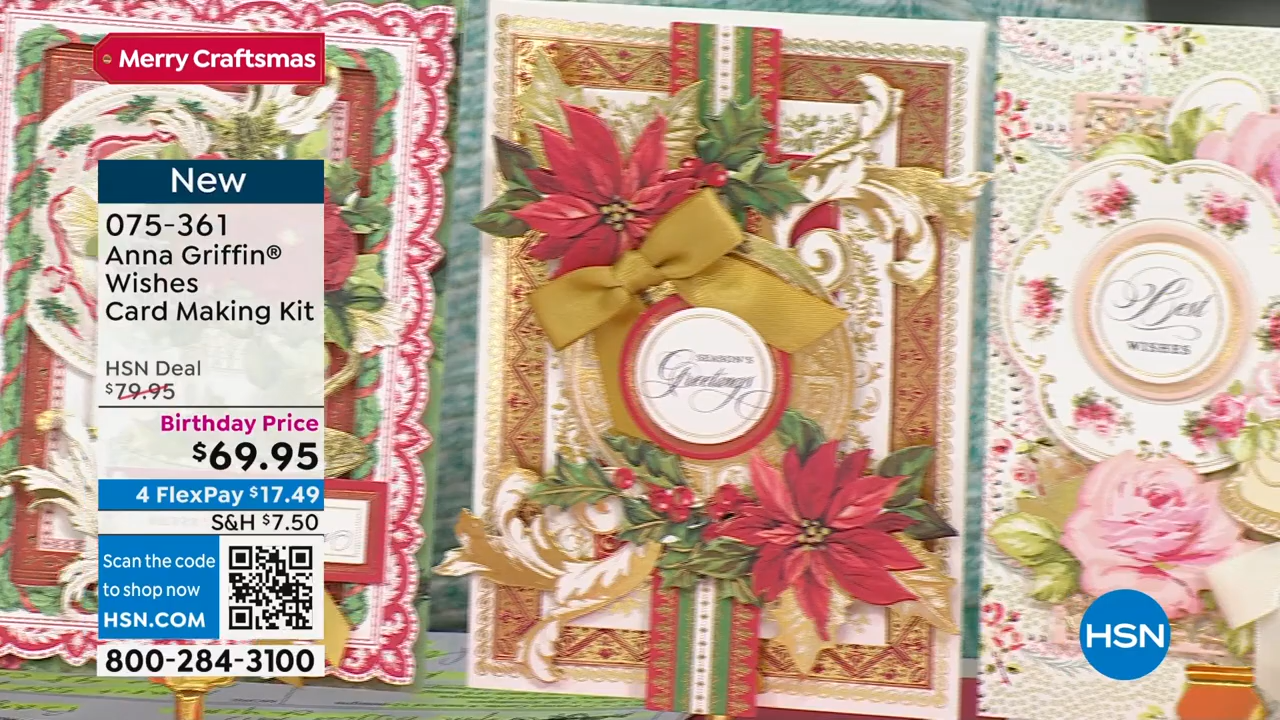 Merry Craftsmas
New
075-361
Anna Griffin®
Wishes
Card Making Kit
HSN Deal
$79.95
Birthday Price
$69.95
4 FlexPay $17.49
S&H $7.50
Scan the code
to shop now
HSN.COM
800-284-3100
SEASON'S
Greetings
Best
WISHES
HSN